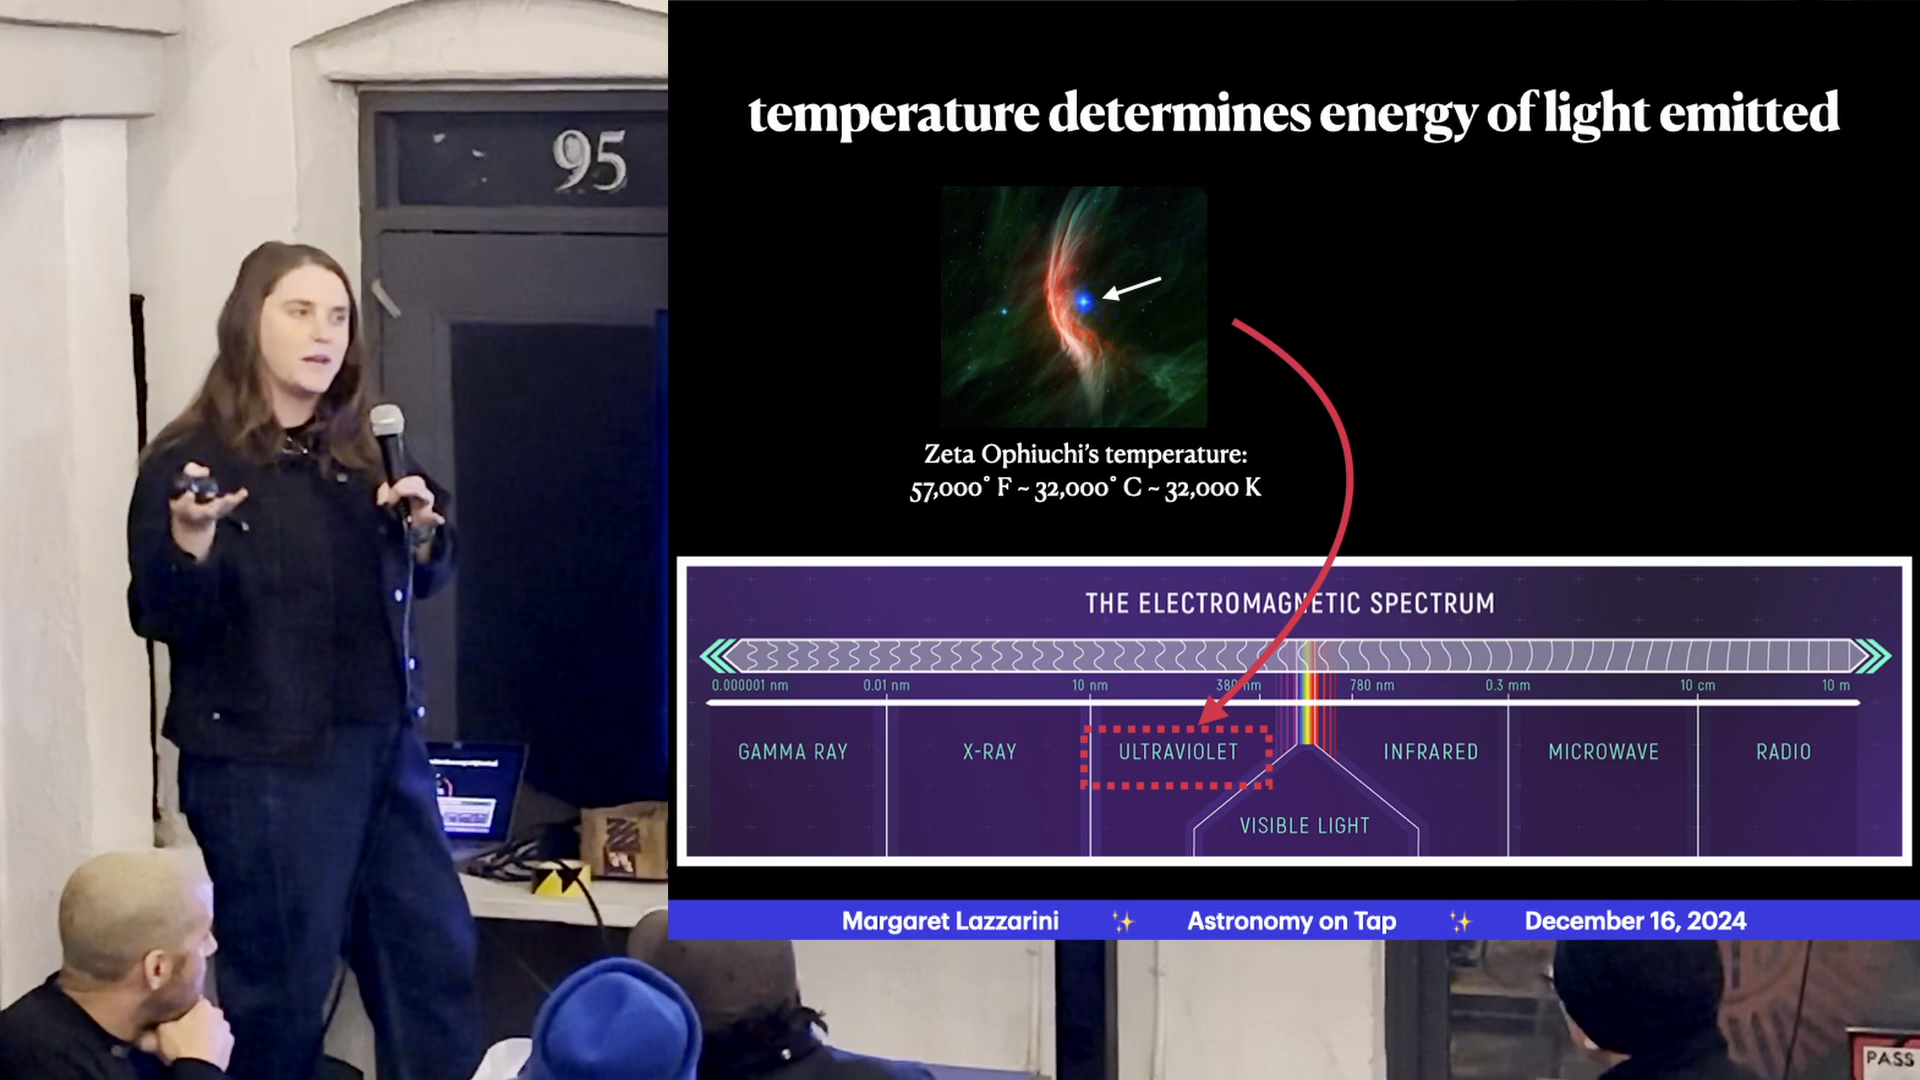 95
temperature determines energy of light emitted
Zeta Ophiuchi's temperature:
57,000° F ~ 32,000° C ~ 32,000 K
THE ELECTROMAGNETIC SPECTRUM
0.000001 nm 0.01 nm 10 nm 380 nm 780 nm 0.3 mm 10 cm 10 m
GAMMA RAY X-RAY ULTRAVIOLET INFRARED MICROWAVE RADIO
VISIBLE LIGHT
Margaret Lazzarini ✨ Astronomy on Tap ✨ December 16, 2024
PASS